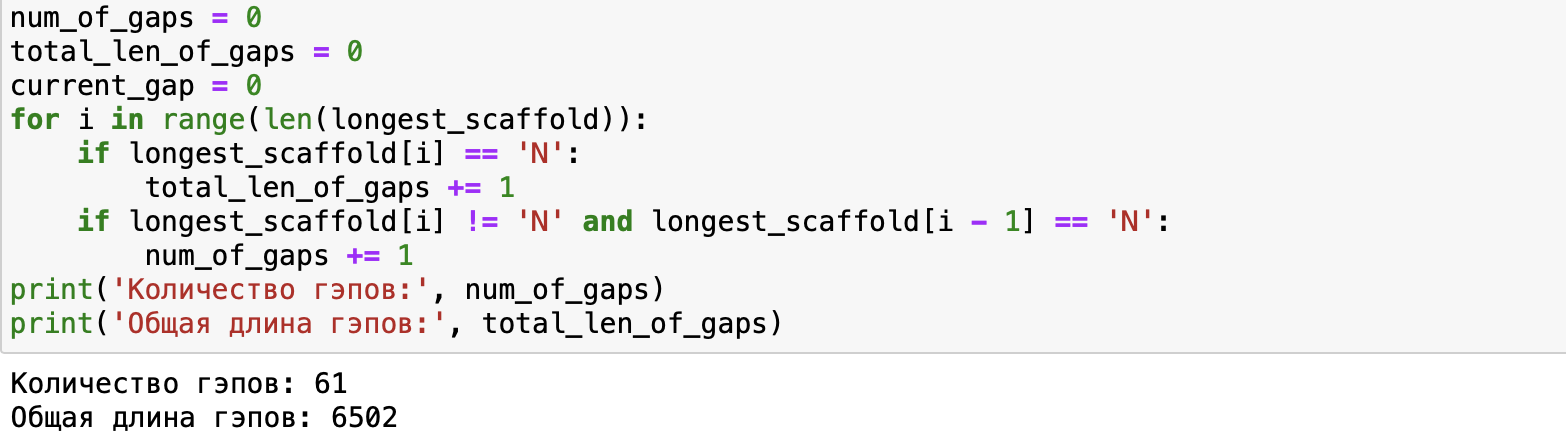 num_of_gaps = 0
total_len_of_gaps = 0
current_gap = 0
for i in range(len(longest_scaffold)):
    if longest_scaffold[i] == 'N':
        total_len_of_gaps += 1
    if longest_scaffold[i] != 'N' and longest_scaffold[i - 1] == 'N':
        num_of_gaps += 1
print('Количество гэпов:', num_of_gaps)
print('Общая длина гэпов:', total_len_of_gaps)
Количество гэпов: 61
Общая длина гэпов: 6502